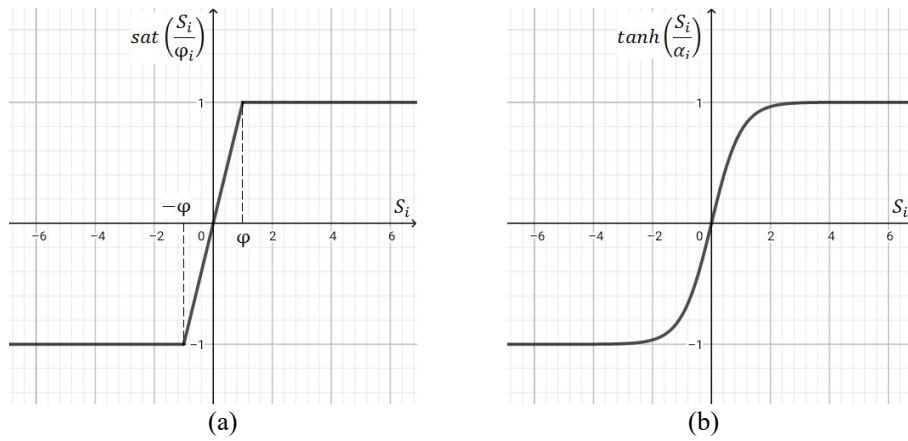 sat (S_i/φ_i)
1
−φ
S_i
−6 −4 −2 0 φ 2 4 6
−1
(a)
tanh (S_i/α_i)
1
S_i
−6 −4 −2 0 2 4 6
−1
(b)